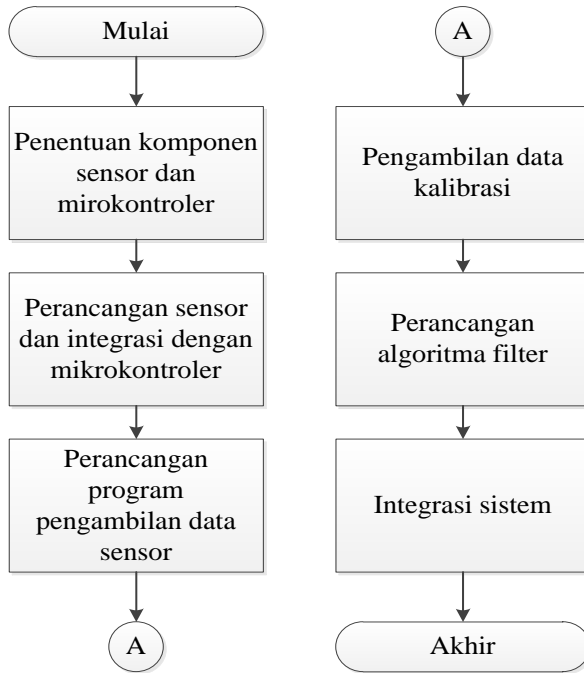 Mulai
Penentuan komponen
sensor dan
mirokontroler
Perancangan sensor
dan integrasi dengan
mikrokontroler
Perancangan
program
pengambilan data
sensor
A
A
Pengambilan data
kalibrasi
Perancangan
algoritma filter
Integrasi sistem
Akhir